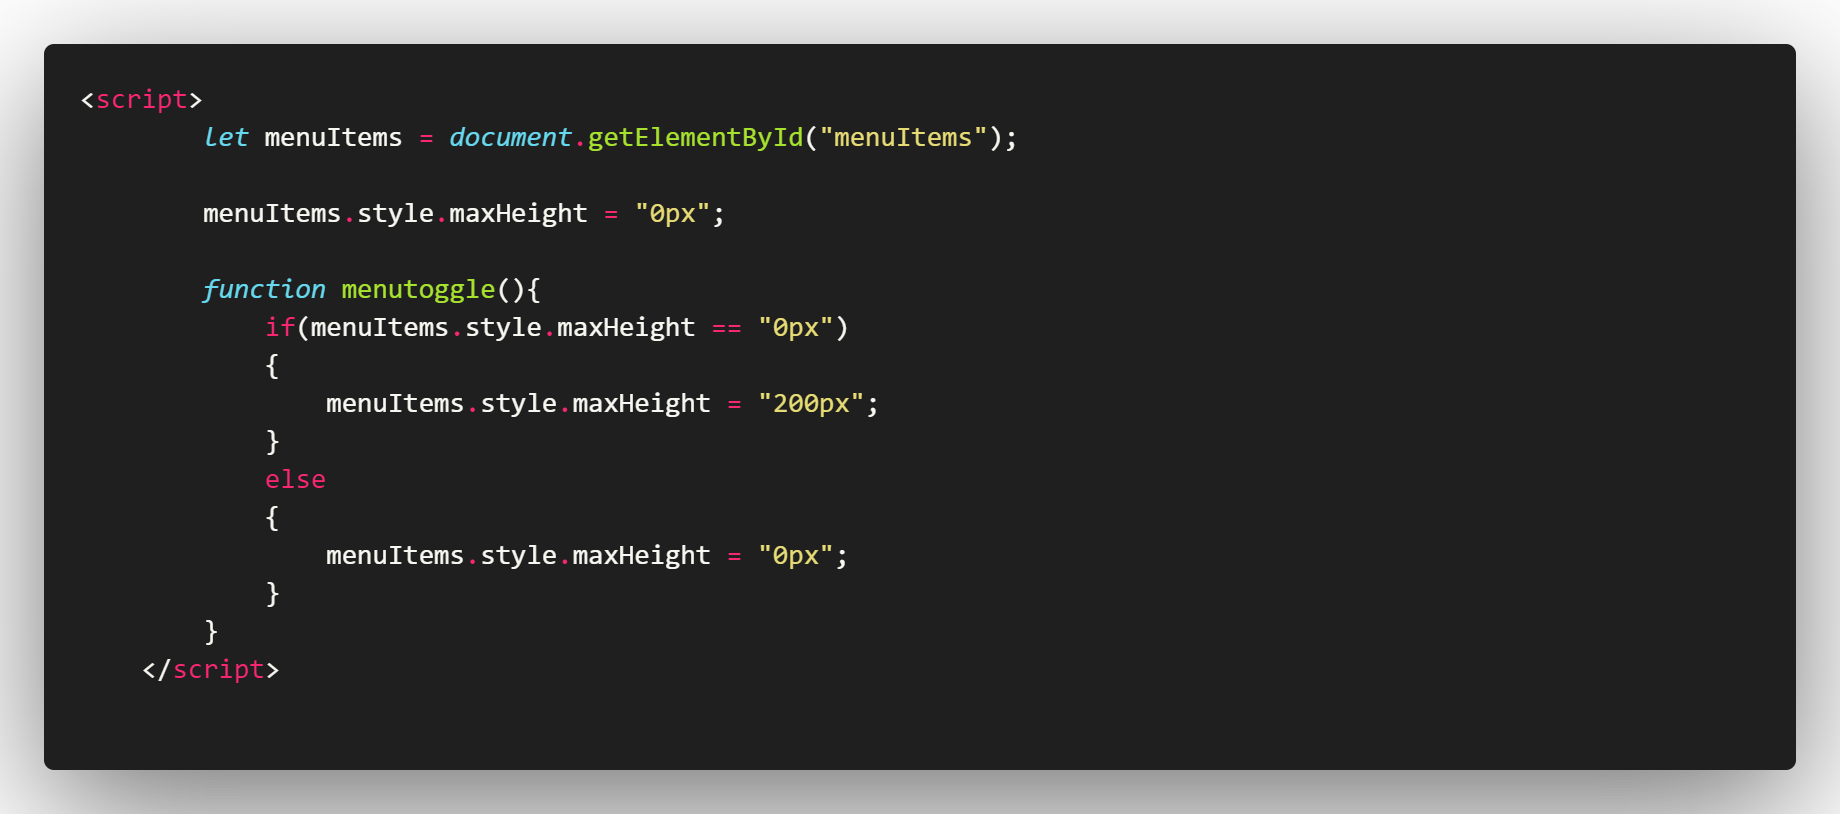 <script>
let menuItems = document.getElementById("menuItems");
menuItems.style.maxHeight = "0px";
function menutoggle(){
if(menuItems.style.maxHeight == "0px")
{
menuItems.style.maxHeight = "200px";
}
else
{
menuItems.style.maxHeight = "0px";
}
}
</script>